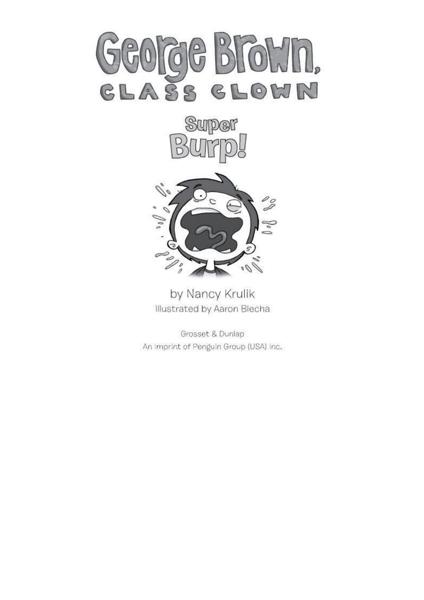 George Brown,
CLASS CLOWN
Super
Burp!
by Nancy Krulik
Illustrated by Aaron Blecha
Grosset & Dunlap
An Imprint of Penguin Group (USA) Inc.